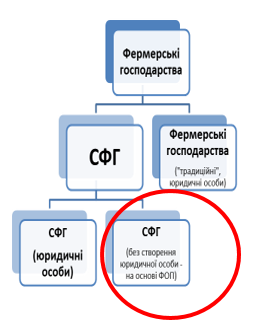 Фермерські
господарства
СФГ
Фермерські
господарства
("традиційні",
юридичні особи)
СФГ
(юридичні
особи)
СФГ
(без створення
юридичної особи -
на основі ФОП)